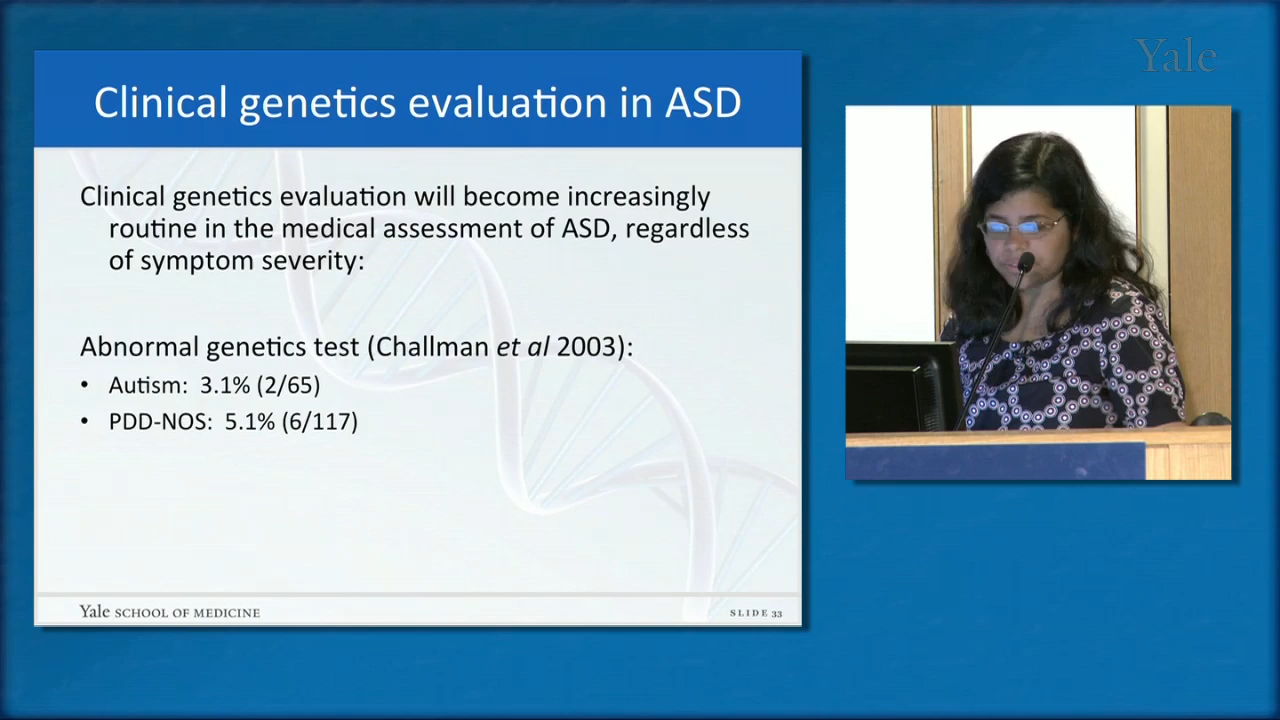 Yale
Clinical genetics evaluation in ASD
Clinical genetics evaluation will become increasingly
routine in the medical assessment of ASD, regardless
of symptom severity:
Abnormal genetics test (Challman et al 2003):
• Autism: 3.1% (2/65)
• PDD-NOS: 5.1% (6/117)
Yale SCHOOL OF MEDICINE
SLIDE 33